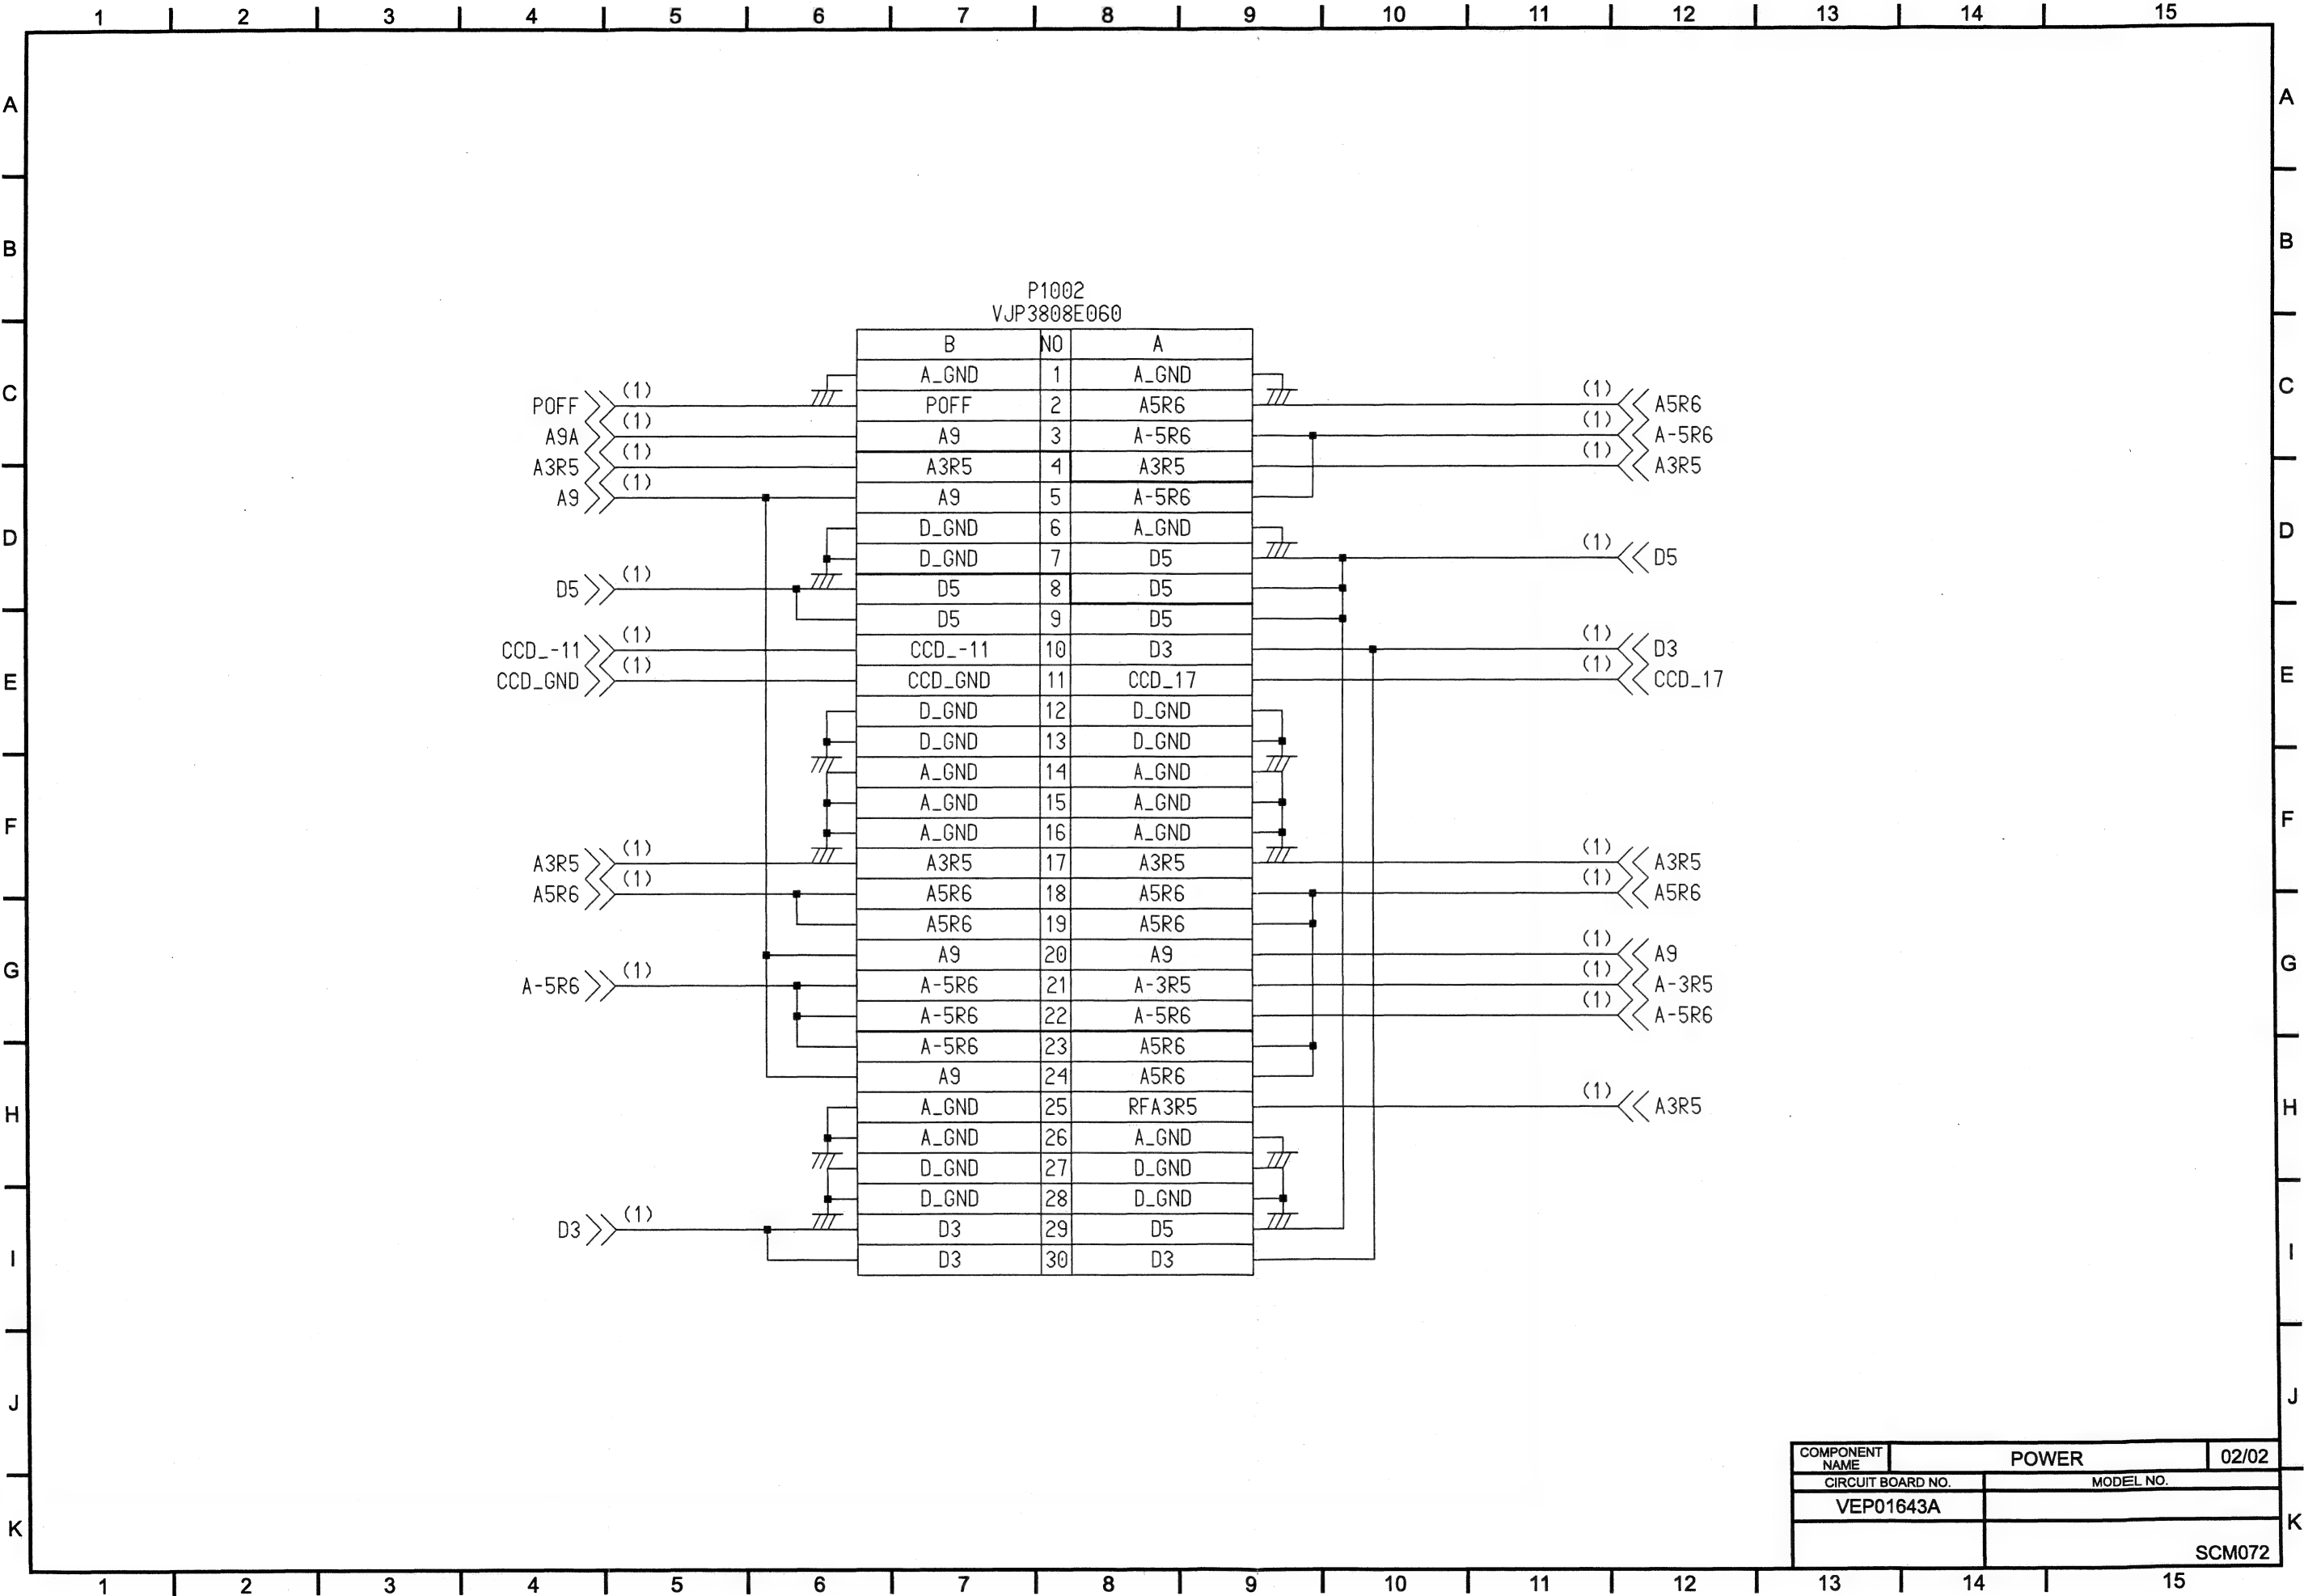 1 2 3 4 5 6 7 8 9 10 11 12 13 14 15
A A
B B
P1002
VJP3808E060
B NO A
A_GND 1 A_GND
C C
POFF (1) POFF 2 A5R6 (1) A5R6
A9A (1) A9 3 A-5R6 (1) A-5R6
A3R5 (1) A3R5 4 A3R5 (1) A3R5
A9 (1) A9 5 A-5R6
D_GND 6 A_GND
D D
D_GND 7 D5 (1) D5
D5 (1) D5 8 D5
D5 9 D5
CCD_-11 (1) CCD_-11 10 D3 (1) D3
CCD_GND (1) CCD_GND 11 CCD_17 (1) CCD_17
E E
D_GND 12 D_GND
D_GND 13 D_GND
A_GND 14 A_GND
A_GND 15 A_GND
F F
A_GND 16 A_GND
A3R5 (1) A3R5 17 A3R5 (1) A3R5
A5R6 (1) A5R6 18 A5R6 (1) A5R6
A5R6 19 A5R6
A9 20 A9 (1) A9
G G
A-5R6 (1) A-5R6 21 A-3R5 (1) A-3R5
A-5R6 22 A-5R6 (1) A-5R6
A-5R6 23 A5R6
A9 24 A5R6
H H
A_GND 25 RFA3R5 (1) A3R5
A_GND 26 A_GND
D_GND 27 D_GND
D_GND 28 D_GND
D3 (1) D3 29 D5
I I
D3 30 D3
J J
COMPONENT NAME POWER 02/02
CIRCUIT BOARD NO. MODEL NO.
VEP01643A
K K
SCM072
1 2 3 4 5 6 7 8 9 10 11 12 13 14 15